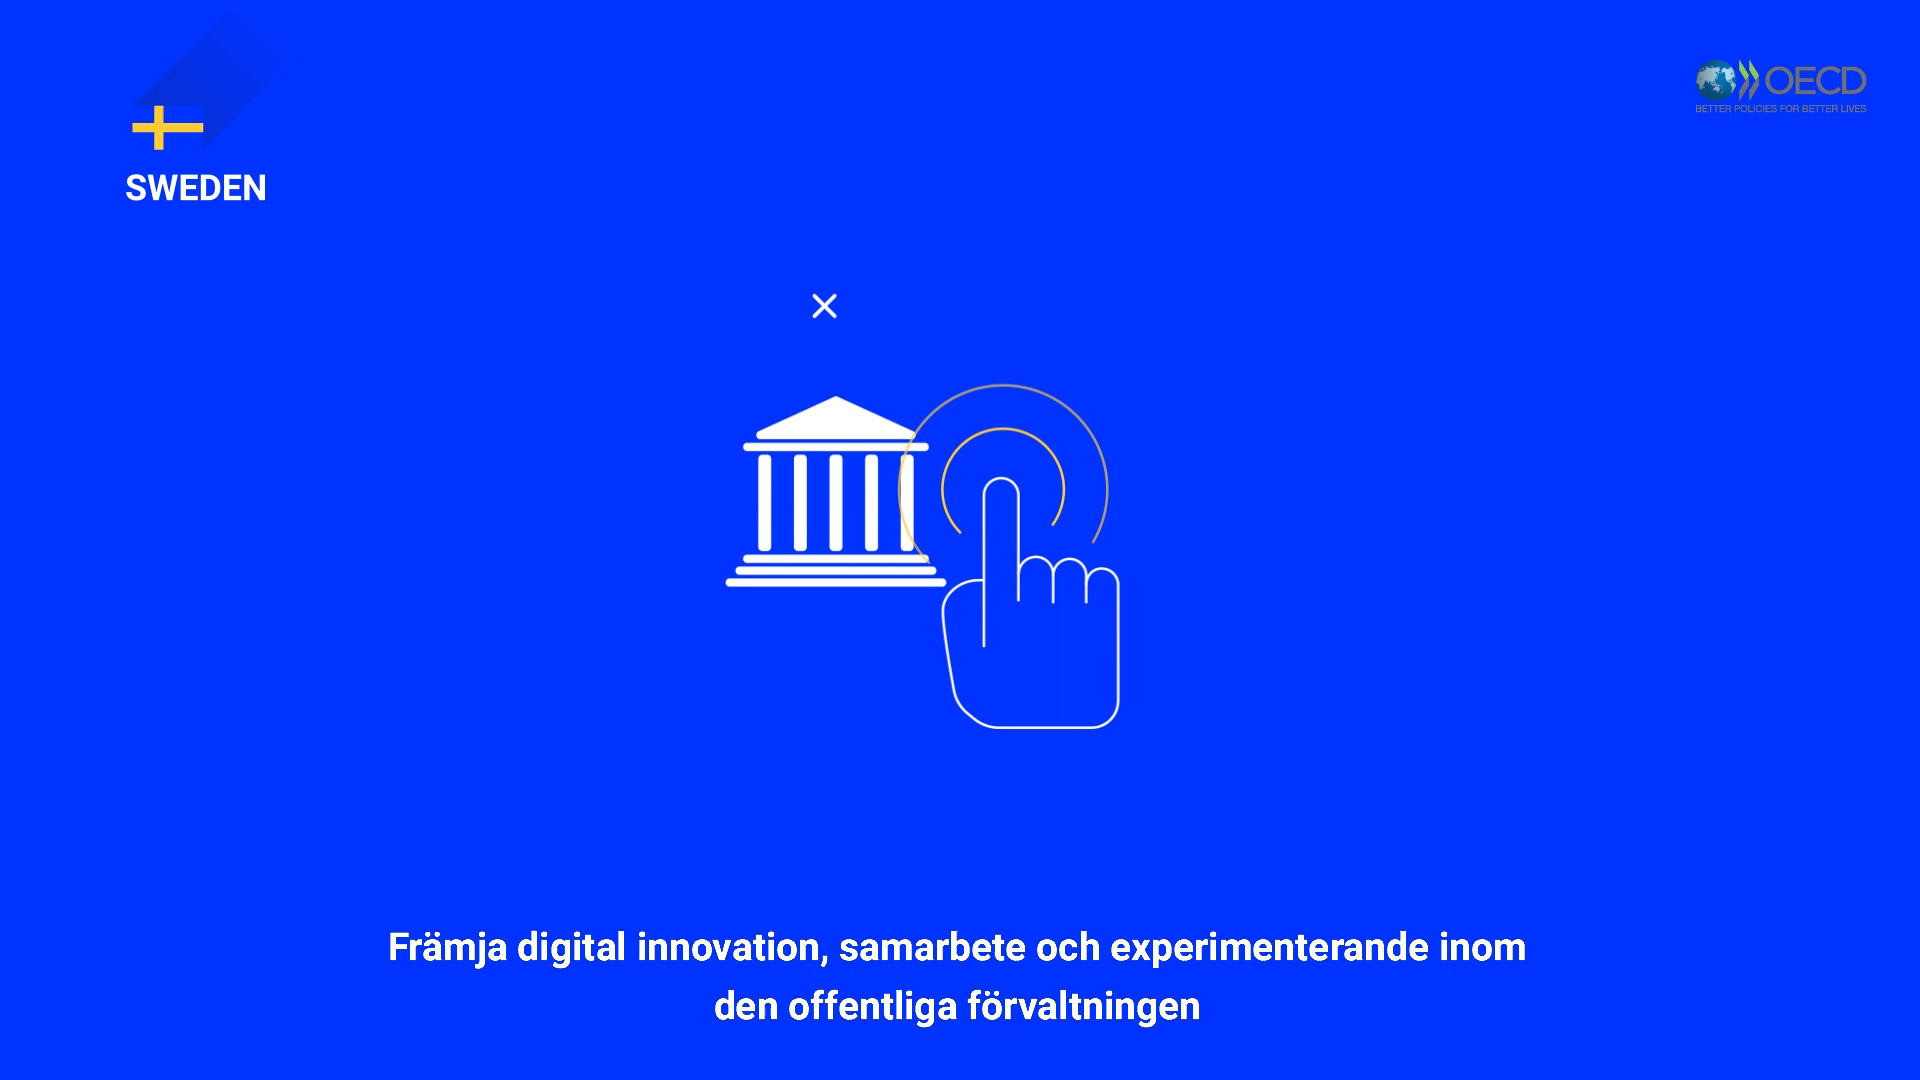 SWEDEN
OECD
BETTER POLICIES FOR BETTER LIVES
Främja digital innovation, samarbete och experimenterande inom
den offentliga förvaltningen